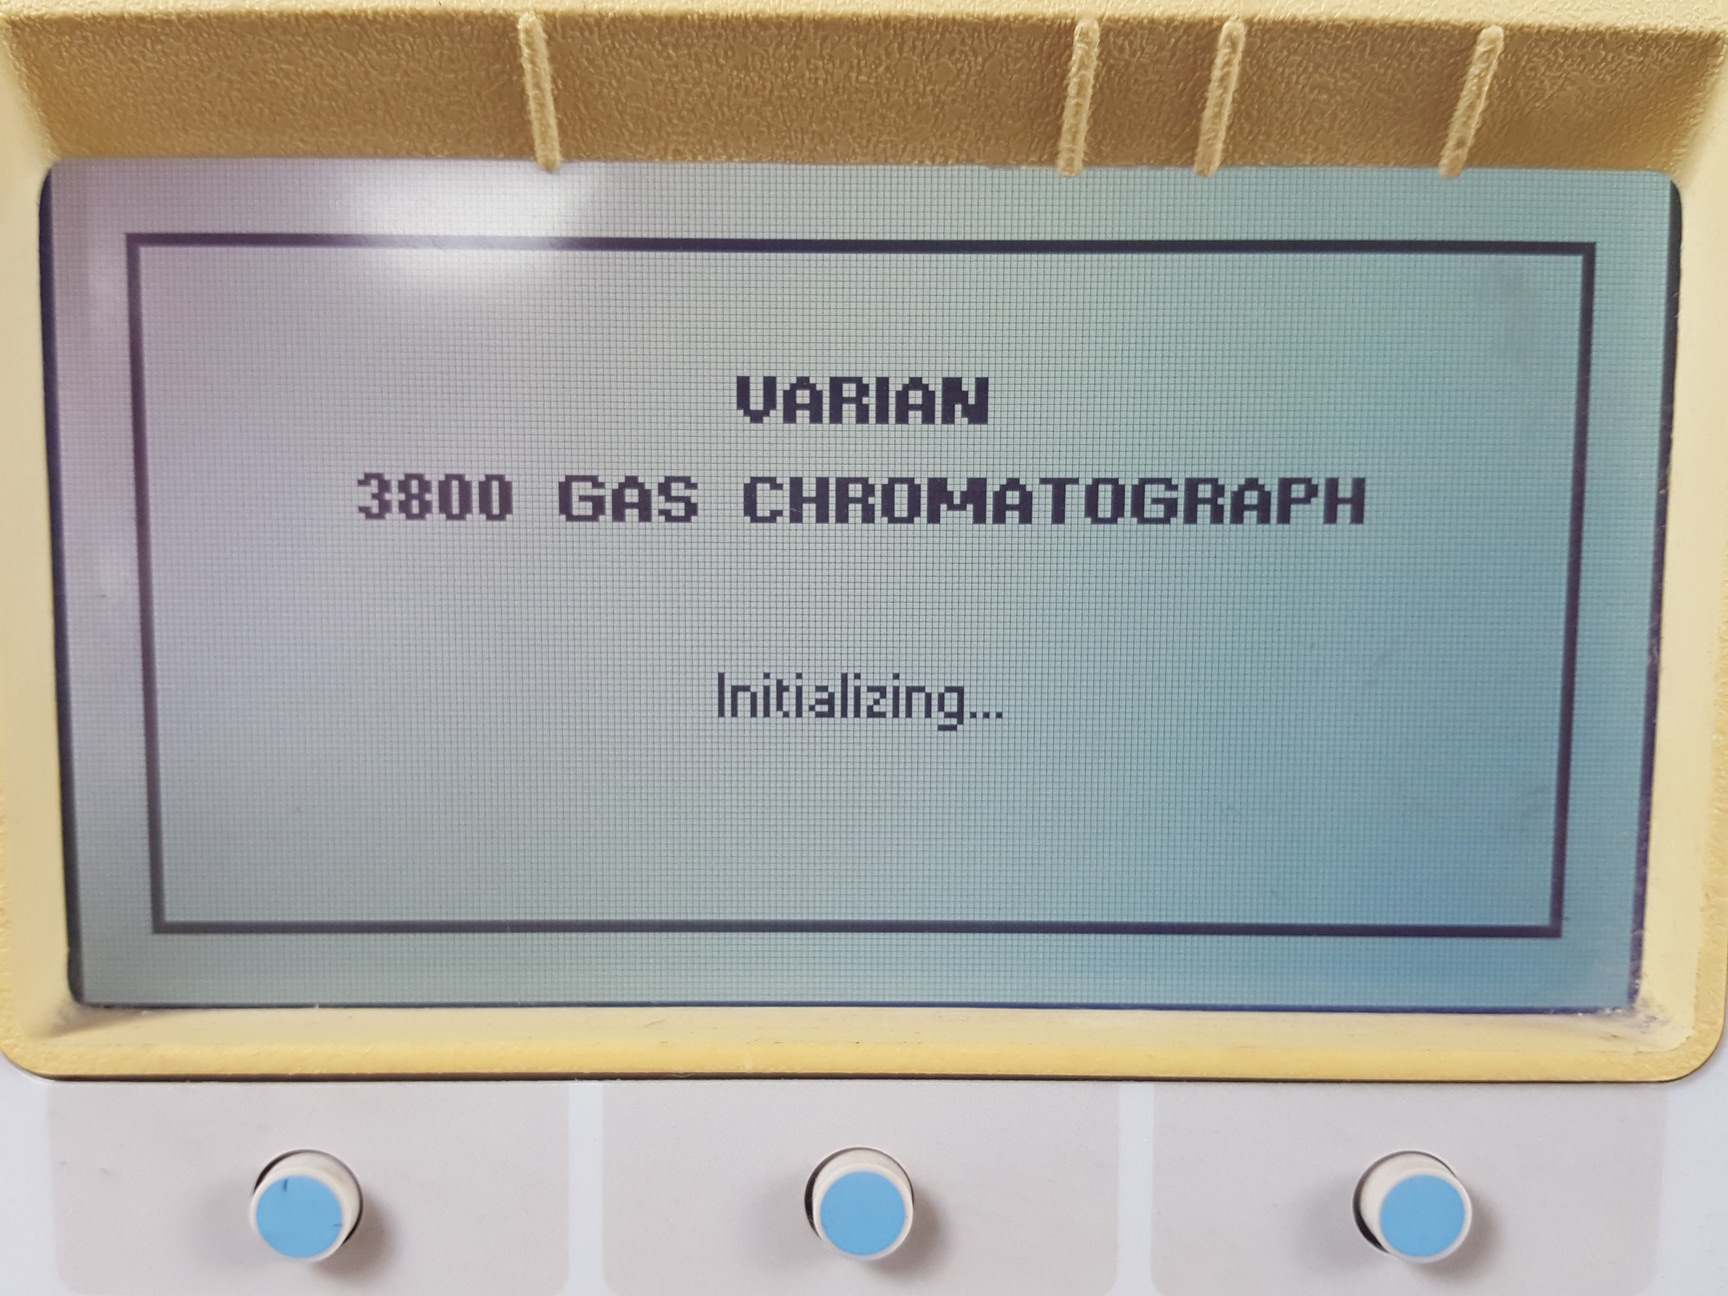 VARIAN
3800 GAS CHROMATOGRAPH
Initializing...